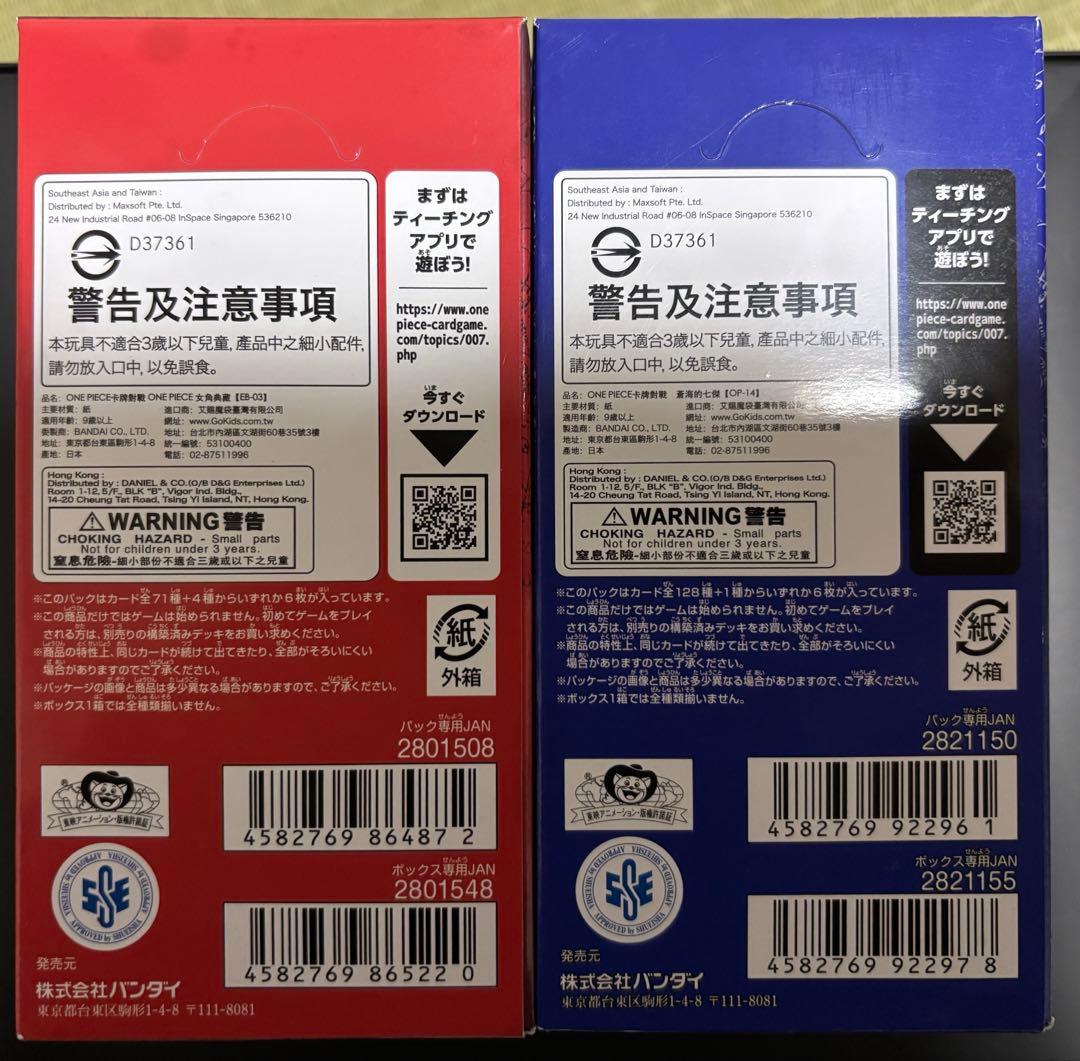 Southeast Asia and Taiwan :
Distributed by : Maxsoft Pte. Ltd.
24 New Industrial Road #06-08 InSpace Singapore 536210
D37361
警告及注意事項
本玩具不適合3歲以下兒童, 產品中之細小配件,
請勿放入口中, 以免誤食。
品名: ONE PIECE卡牌對戰 ONE PIECE 女角典藏【EB-03】
主要材質: 紙 進口商: 艾賜魔袋臺灣有限公司
適用年齡: 9歲以上 網址: www.GoKids.com.tw
委製商: BANDAI CO., LTD. 地址: 台北市內湖區文湖街60巷35號3樓
地址: 東京都台東區駒形1-4-8 統一編號: 53100400
產地: 日本 電話: 02-87511996
Hong Kong :
Distributed by : DANIEL & CO.(O/B D&G Enterprises Ltd.)
Room 1-12, 5/F., BLK "B", Vigor Ind. Bldg.,
14-20 Cheung Tat Road, Tsing Yi Island, NT, Hong Kong.
WARNING 警告
CHOKING HAZARD - Small parts
Not for children under 3 years.
窒息危險-細小部份不適合三歲或以下之兒童
まずは
ティーチング
アプリで
遊ぼう!
https://www.one
piece-cardgame.
com/topics/007.
php
今すぐ
ダウンロード
※このパックはカード全71種+4種からいずれか6枚が入っています。
※この商品だけではゲームは始められません。初めてゲームをプレイ
される方は、別売りの構築済みデッキをお買い求めください。
※商品の特性上、同じカードが続けて出てきたり、全部がそろいにくい
場合がありますのでご了承ください。
※パッケージの画像と商品は多少異なる場合がありますので、ご了承ください。
※ボックス1箱では全種類揃いません。
紙
外箱
パック専用JAN
2801508
4582769 86487 2
東映アニメーション・版権許諾証
ボックス専用JAN
2801548
4582769 86522 0
APPROVED by SHUEISHA
発売元
株式会社バンダイ
東京都台東区駒形1-4-8 〒111-8081
Southeast Asia and Taiwan :
Distributed by : Maxsoft Pte. Ltd.
24 New Industrial Road #06-08 InSpace Singapore 536210
D37361
警告及注意事項
本玩具不適合3歲以下兒童, 產品中之細小配件,
請勿放入口中, 以免誤食。
品名: ONE PIECE卡牌對戰 蒼海的七傑【OP-14】
主要材質: 紙 進口商: 艾賜魔袋臺灣有限公司
適用年齡: 9歲以上 網址: www.GoKids.com.tw
製造商: BANDAI CO., LTD. 地址: 台北市內湖區文湖街60巷35號3樓
地址: 東京都台東區駒形1-4-8 統一編號: 53100400
產地: 日本 電話: 02-87511996
Hong Kong :
Distributed by : DANIEL & CO.(O/B D&G Enterprises Ltd.)
Room 1-12, 5/F., BLK "B", Vigor Ind. Bldg.,
14-20 Cheung Tat Road, Tsing Yi Island, NT, Hong Kong.
WARNING 警告
CHOKING HAZARD - Small parts
Not for children under 3 years.
窒息危險-細小部份不適合三歲或以下之兒童
まずは
ティーチング
アプリで
遊ぼう!
https://www.one
piece-cardgame.
com/topics/007.
php
今すぐ
ダウンロード
※このパックはカード全128種+1種からいずれか6枚が入っています。
※この商品だけではゲームは始められません。初めてゲームをプレイ
される方は、別売りの構築済みデッキをお買い求めください。
※商品の特性上、同じカードが続けて出てきたり、全部がそろいにくい
場合がありますのでご了承ください。
※パッケージの画像と商品は多少異なる場合がありますので、ご了承ください。
※ボックス1箱では全種類揃いません。
紙
外箱
パック専用JAN
2821150
4582769 92296 1
東映アニメーション・版権許諾証
ボックス専用JAN
2821155
4582769 92297 8
APPROVED by SHUEISHA
発売元
株式会社バンダイ
東京都台東区駒形1-4-8 〒111-8081